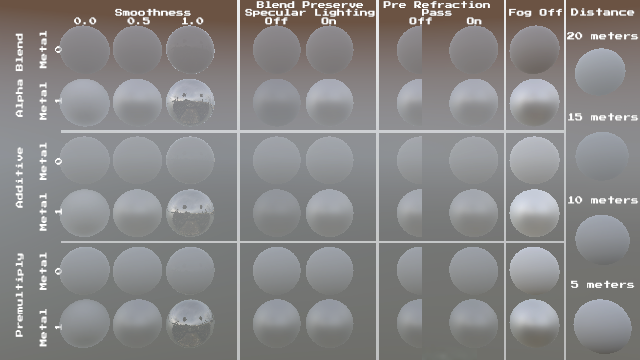 Smoothness
0.0 0.5 1.0
Blend Preserve
Specular Lighting
Off On
Pre Refraction
Pass
Off On
Fog Off
Distance
20 meters
15 meters
10 meters
5 meters
Alpha Blend
Metal
0
Metal
1
Additive
Metal
0
Metal
1
Premultiply
Metal
0
Metal
1